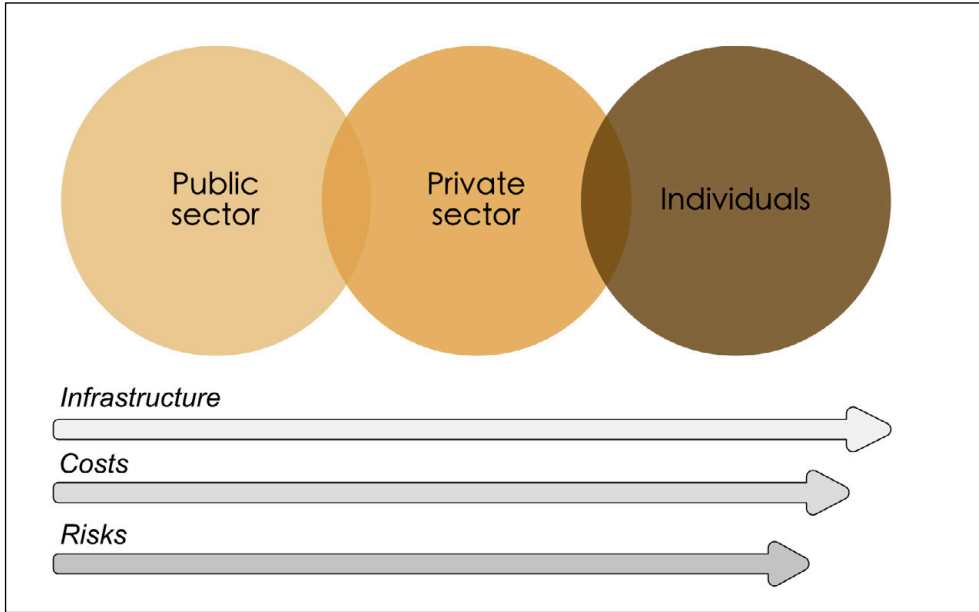 Public
sector
Private
sector
Individuals
Infrastructure
Costs
Risks